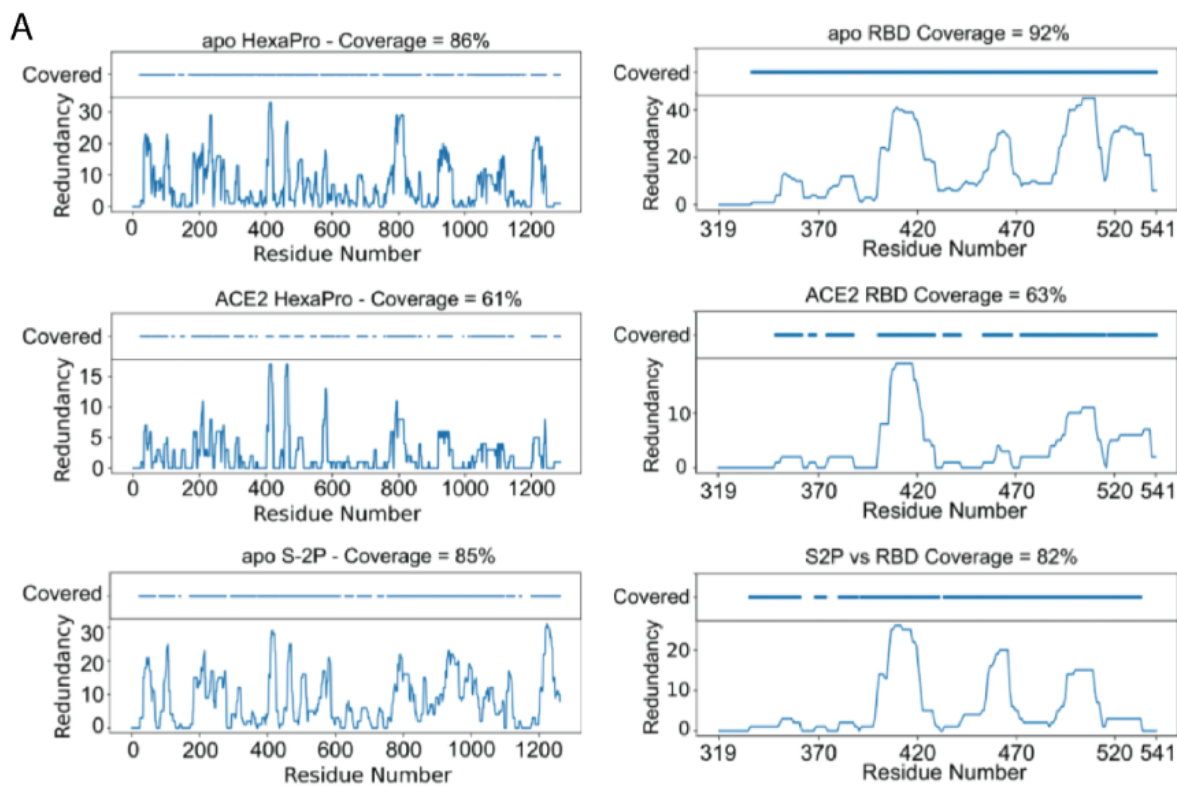 A
apo HexaPro - Coverage = 86%
Covered
Redundancy
30
20
10
0
0 200 400 600 800 1000 1200
Residue Number
apo RBD Coverage = 92%
Covered
Redundancy
40
20
0
319 370 420 470 520 541
Residue Number
ACE2 HexaPro - Coverage = 61%
Covered
Redundancy
15
10
5
0
0 200 400 600 800 1000 1200
Residue Number
ACE2 RBD Coverage = 63%
Covered
Redundancy
10
0
319 370 420 470 520 541
Residue Number
apo S-2P - Coverage = 85%
Covered
Redundancy
30
20
10
0
0 200 400 600 800 1000 1200
Residue Number
S2P vs RBD Coverage = 82%
Covered
Redundancy
20
10
0
319 370 420 470 520 541
Residue Number